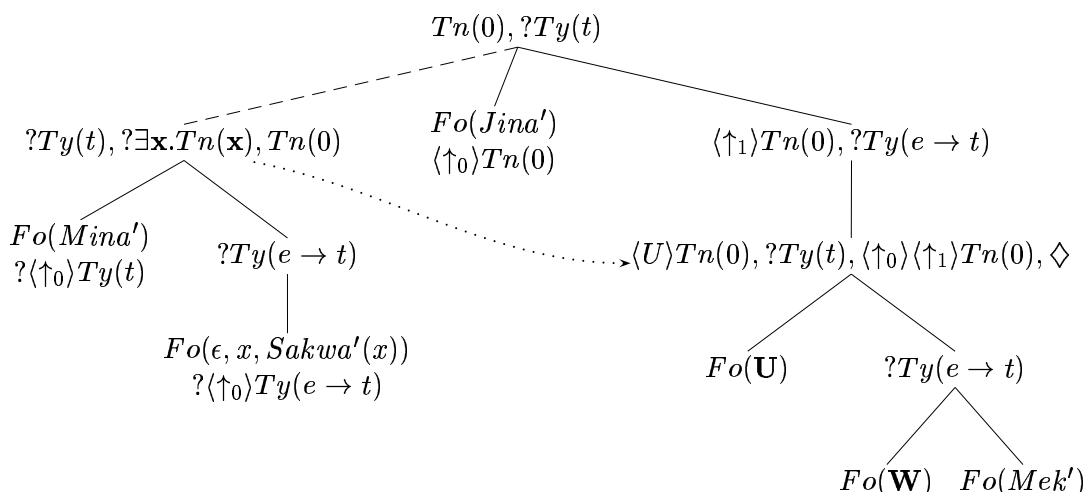 Tn(0), ?Ty(t)
?Ty(t), ?∃x.Tn(x), Tn(0)
Fo(Jina′)
⟨↑₀⟩Tn(0)
⟨↑₁⟩Tn(0), ?Ty(e → t)
Fo(Mina′)
?⟨↑₀⟩Ty(t)
?Ty(e → t)
⟨U⟩Tn(0), ?Ty(t), ⟨↑₀⟩⟨↑₁⟩Tn(0), ♢
Fo(ϵ, x, Sakwa′(x))
?⟨↑₀⟩Ty(e → t)
Fo(U)
?Ty(e → t)
Fo(W)
Fo(Mek′)